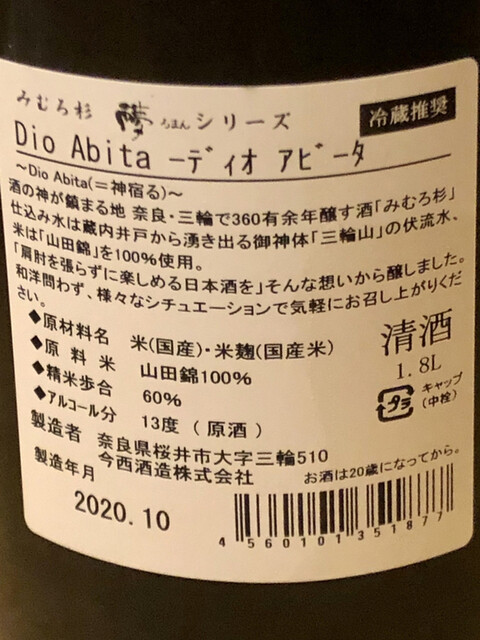 みむろ杉 ろまんシリーズ
冷蔵推奨
Dio Abita ーディオ アビータ
～Dio Abita(＝神宿る)～
酒の神が鎮まる地 奈良・三輪で360有余年醸す酒「みむろ杉」
仕込み水は蔵内井戸から湧き出る御神体「三輪山」の伏流水、
米は「山田錦」を100%使用。
「肩肘を張らずに楽しめる日本酒を」そんな想いから醸しました。
和洋問わず、様々なシチュエーションで気軽にお召し上がりくだ
さい。
◆原材料名 米(国産)・米麹(国産米)
◆原料米 山田錦100%
◆精米歩合 60%
◆アルコール分 13度（原酒）
清酒
1.8L
プラ
キャップ
(中栓)
製造者 奈良県桜井市大字三輪510
今西酒造株式会社
お酒は20歳になってから。
製造年月
2020.10
4560101351877